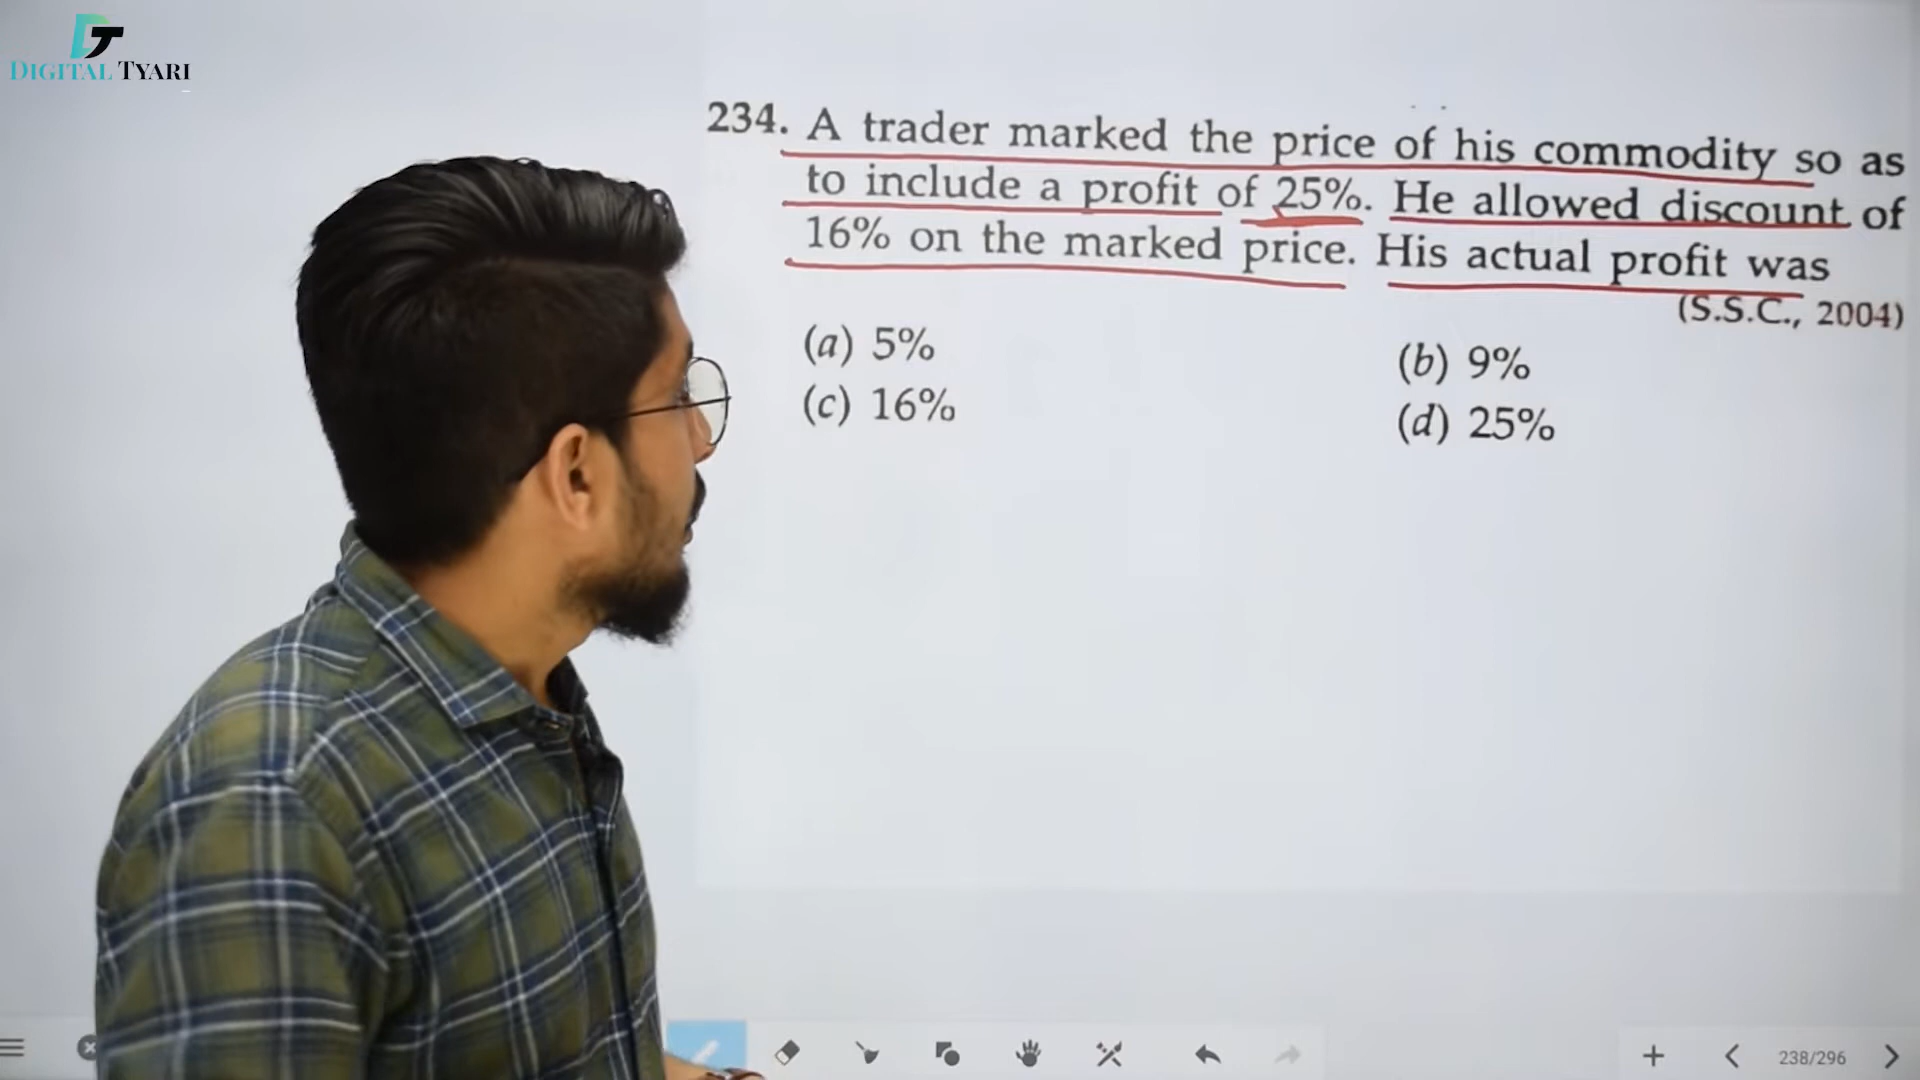 DT
DIGITAL TYARI
234. A trader marked the price of his commodity so as
to include a profit of 25%. He allowed discount of
16% on the marked price. His actual profit was
(S.S.C., 2004)
(a) 5%
(b) 9%
(c) 16%
(d) 25%
238/296